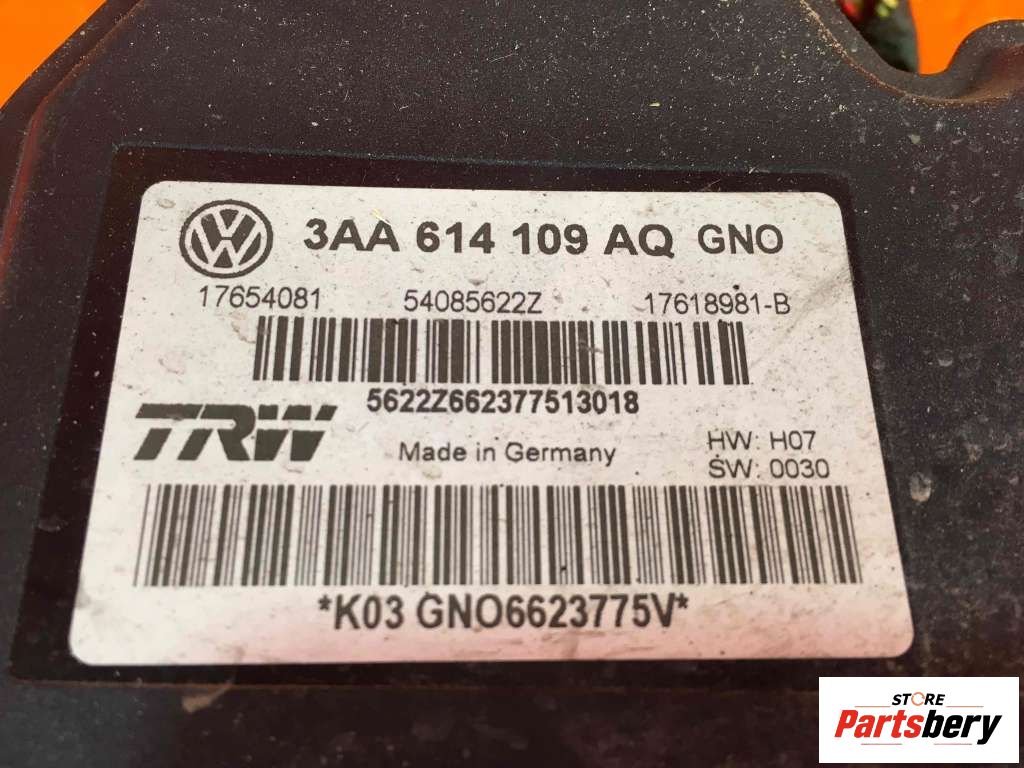 3AA 614 109 AQ GNO
17654081 54085622Z 17618981-B
5622Z662377513018
TRW Made in Germany HW: H07
SW: 0030
*K03 GNO6623775V*
STORE
Partsbery